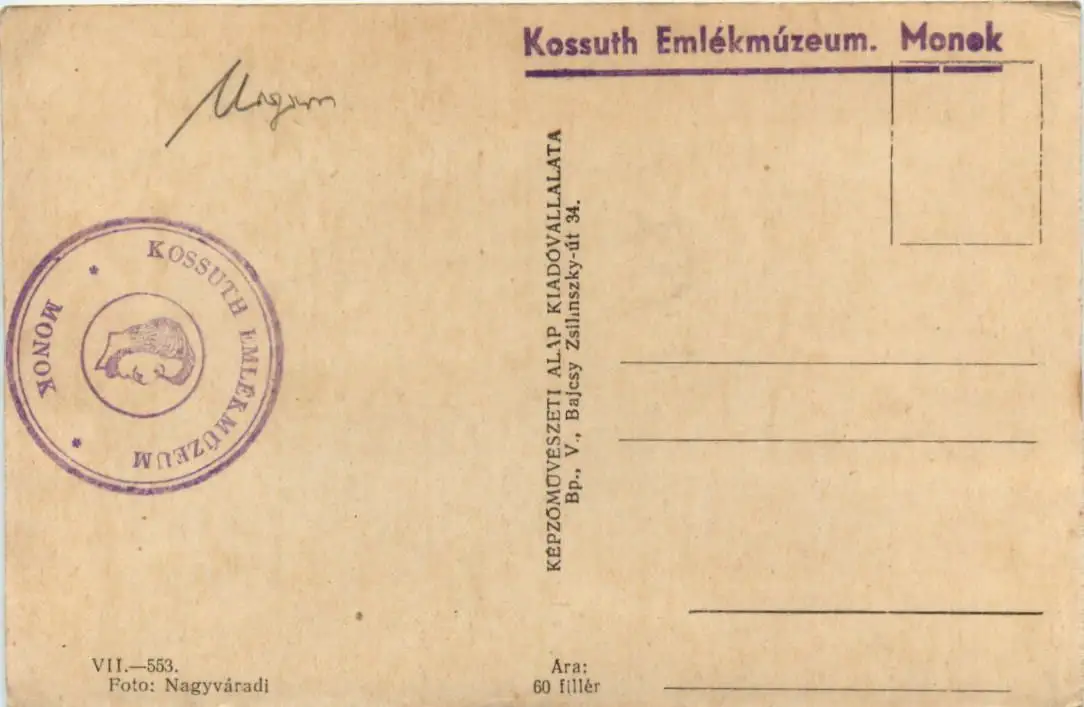 Kossuth Emlékmúzeum. Monok
KOSSUTH EMLÉKMÚZEUM
* MONOK *
KÉPZŐMŰVÉSZETI ALAP KIADÓVÁLLALATA
Bp., V., Bajcsy Zsilinszky-út 34.
VII.—553.
Foto: Nagyváradi
Ára:
60 fillér